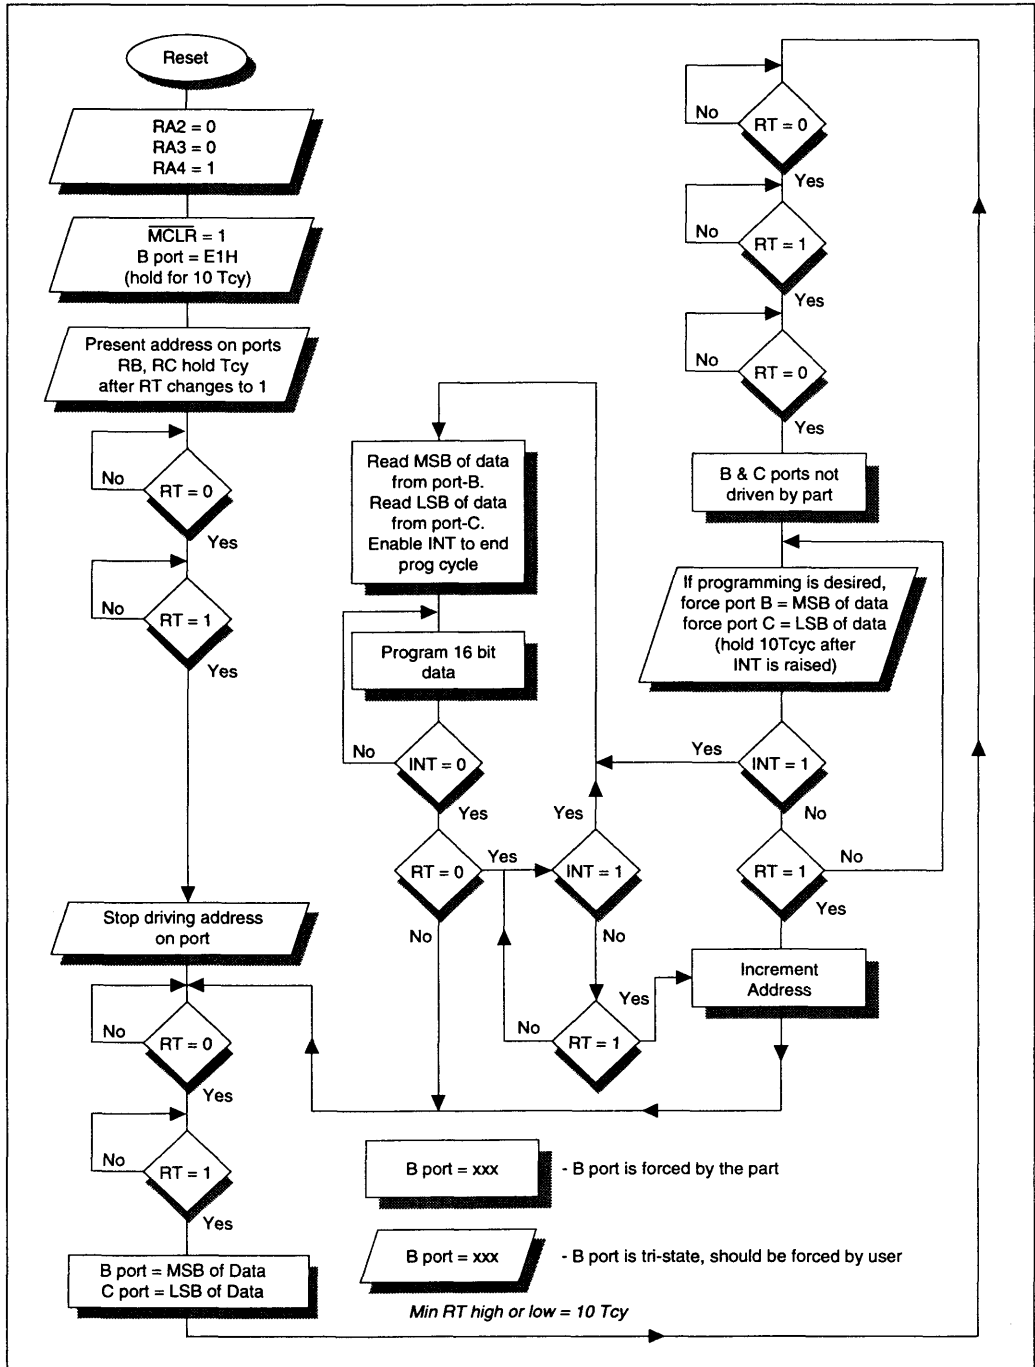 Reset
RA2 = 0
RA3 = 0
RA4 = 1
MCLR = 1
B port = E1H
(hold for 10 Tcy)
Present address on ports
RB, RC hold Tcy
after RT changes to 1
No
RT = 0
Yes
No
RT = 1
Yes
Stop driving address
on port
No
RT = 0
Yes
No
RT = 1
Yes
B port = MSB of Data
C port = LSB of Data
Read MSB of data
from port-B.
Read LSB of data
from port-C.
Enable INT to end
prog cycle
Program 16 bit
data
No
INT = 0
Yes
RT = 0
Yes
No
Yes
INT = 1
No
No
RT = 1
Yes
No
RT = 0
Yes
No
RT = 1
Yes
No
RT = 0
Yes
B & C ports not
driven by part
If programming is desired,
force port B = MSB of data
force port C = LSB of data
(hold 10Tcyc after
INT is raised)
Yes
INT = 1
No
RT = 1
No
Yes
Increment
Address
B port = xxx
- B port is forced by the part
B port = xxx
- B port is tri-state, should be forced by user
Min RT high or low = 10 Tcy